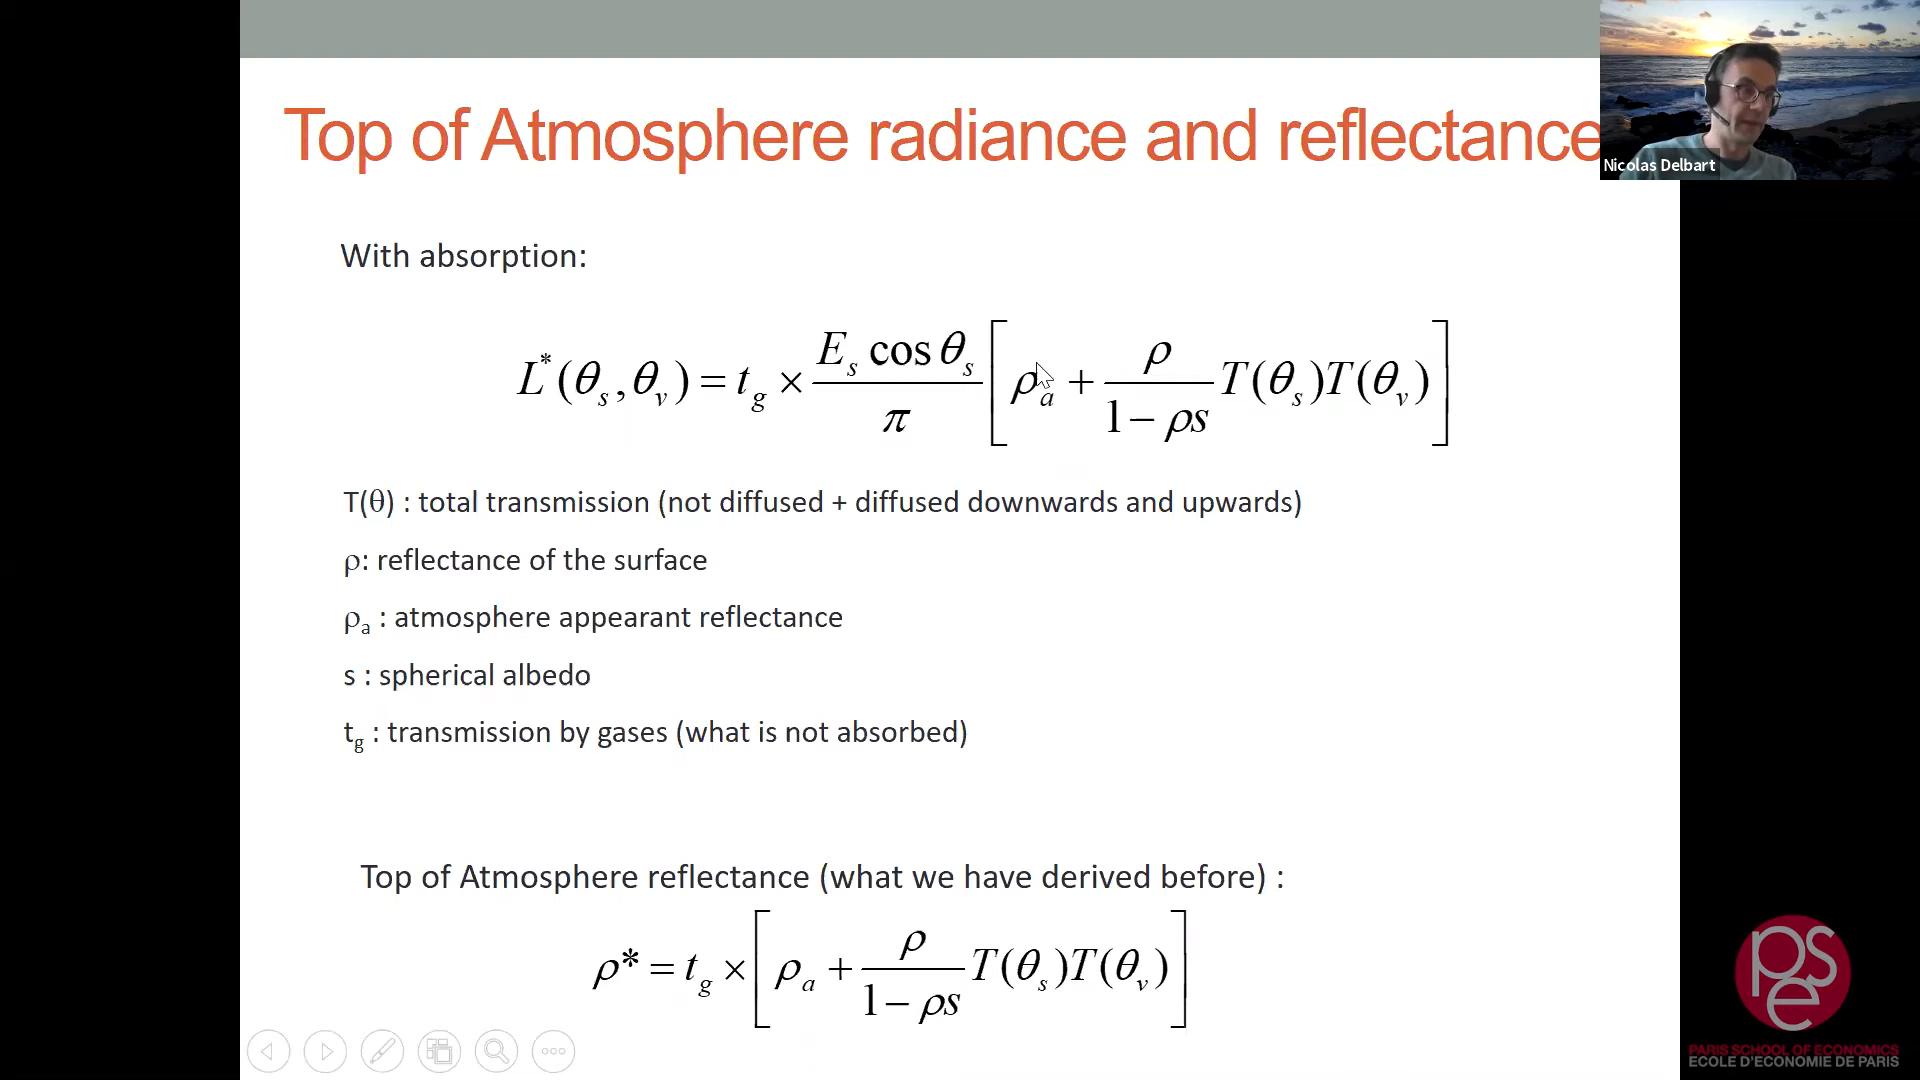 Top of Atmosphere radiance and reflectance
Nicolas Delbart
With absorption:
L*(θs,θv) = tg × Es cos θs / π [ρa + ρ / (1 − ρs) T(θs)T(θv)]
T(θ) : total transmission (not diffused + diffused downwards and upwards)
ρ: reflectance of the surface
ρa : atmosphere appearant reflectance
s : spherical albedo
tg : transmission by gases (what is not absorbed)
Top of Atmosphere reflectance (what we have derived before) :
ρ* = tg × [ρa + ρ / (1 − ρs) T(θs)T(θv)]
pse
PARIS SCHOOL OF ECONOMICS
ECOLE D'ECONOMIE DE PARIS